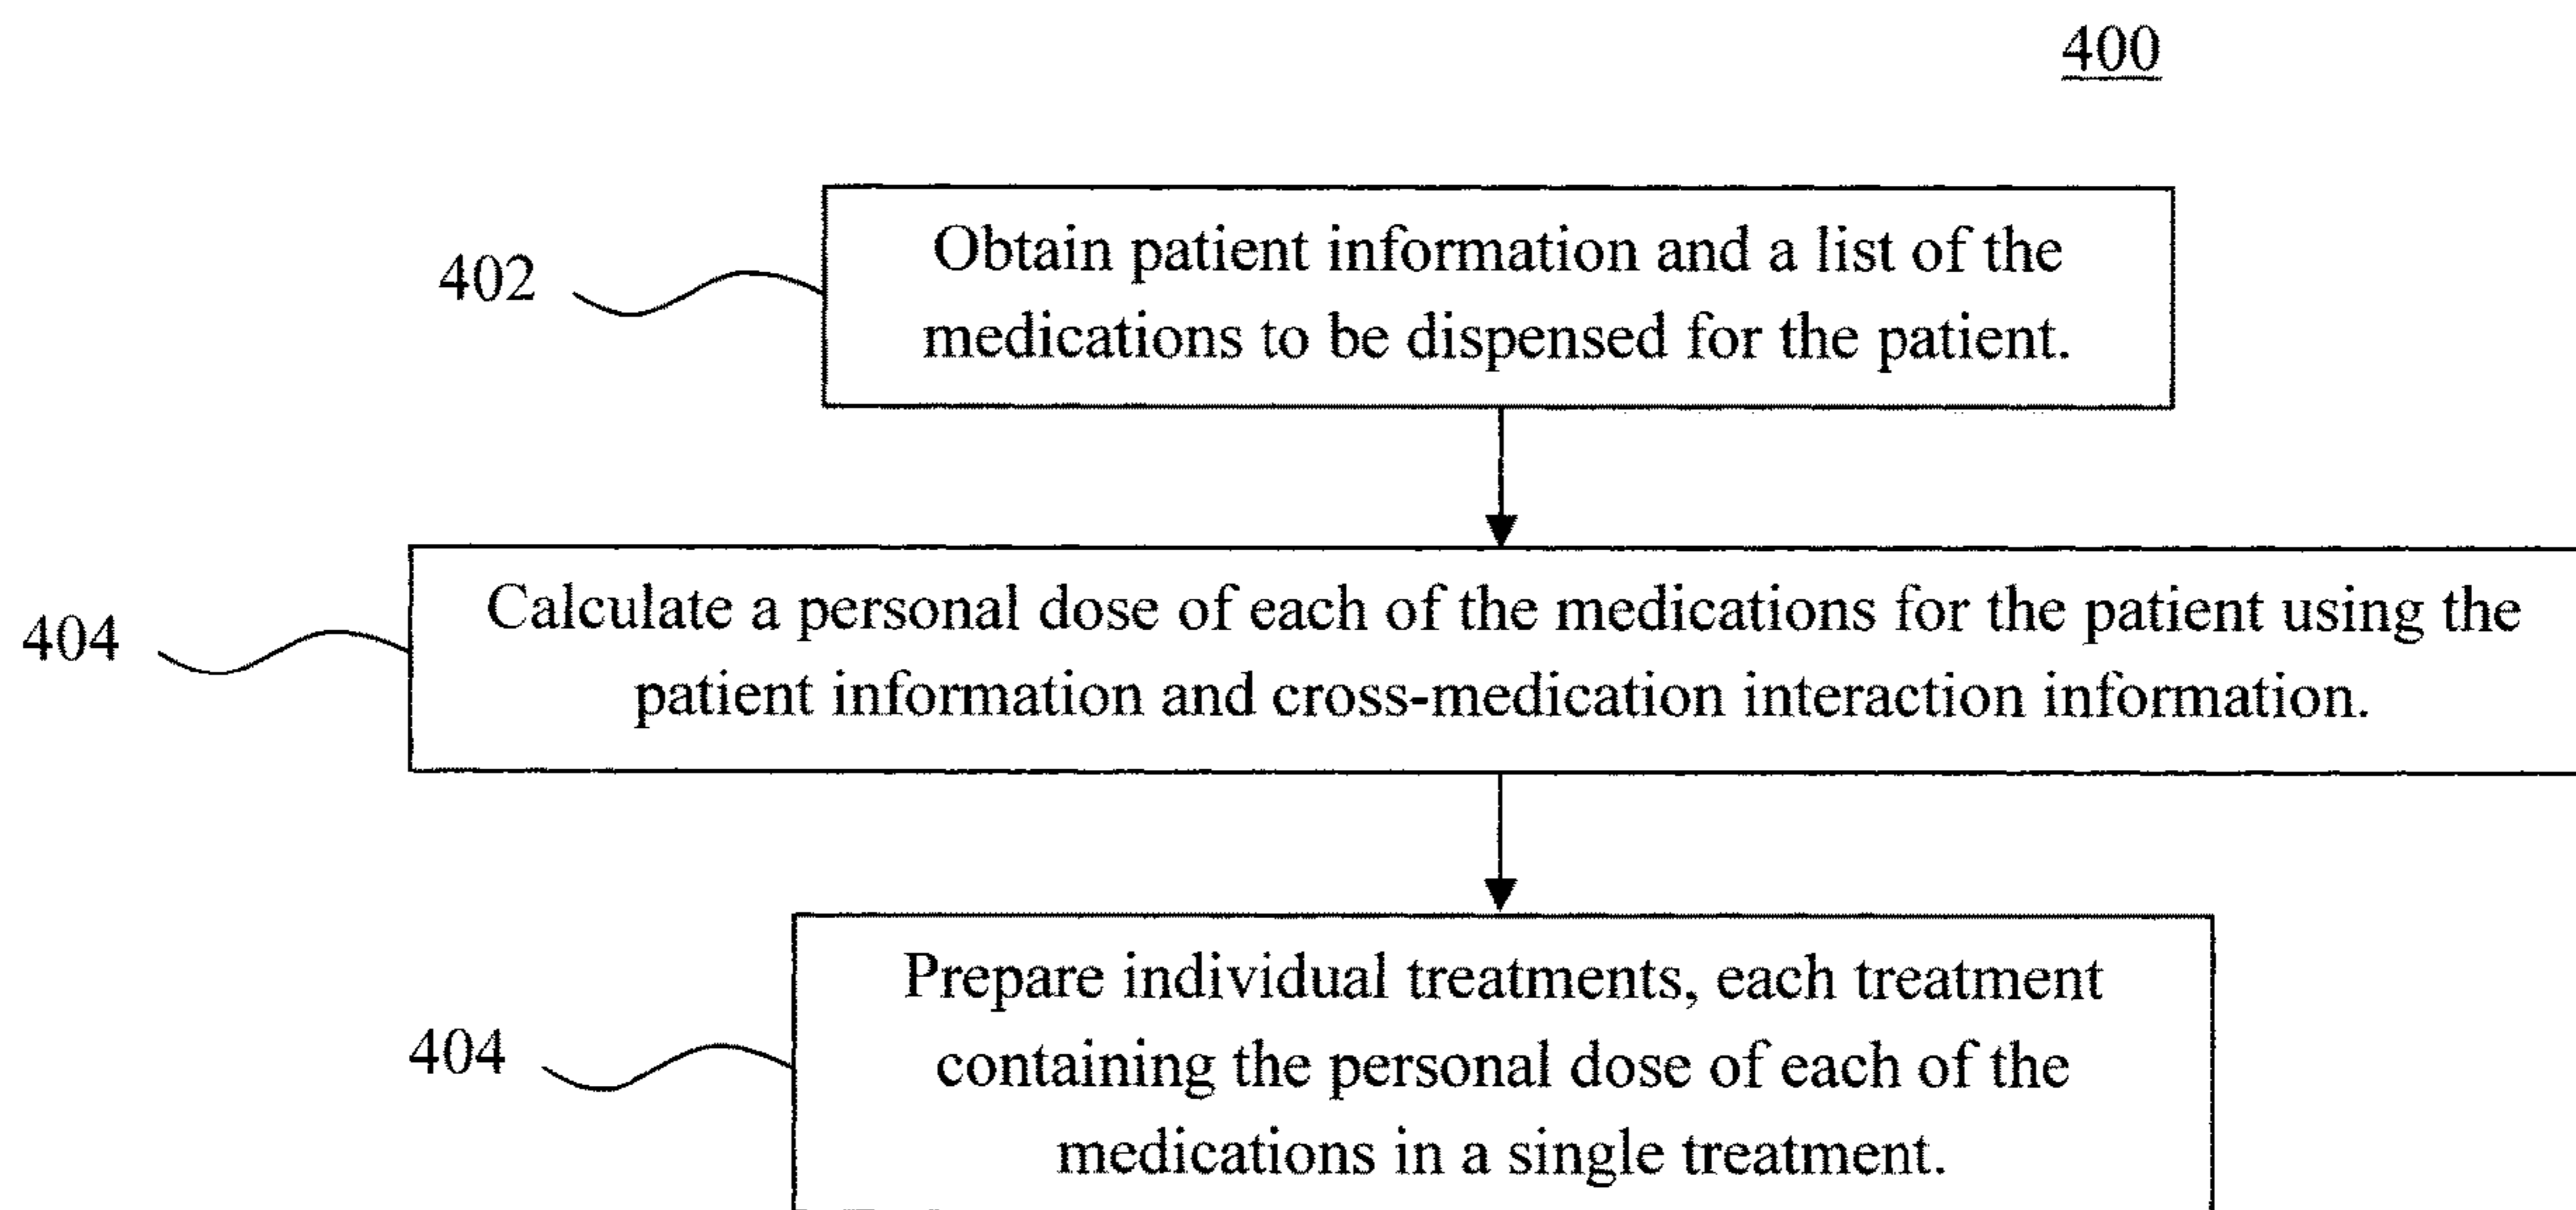 400
402
Obtain patient information and a list of the
medications to be dispensed for the patient.
404
Calculate a personal dose of each of the medications for the patient using the
patient information and cross-medication interaction information.
404
Prepare individual treatments, each treatment
containing the personal dose of each of the
medications in a single treatment.